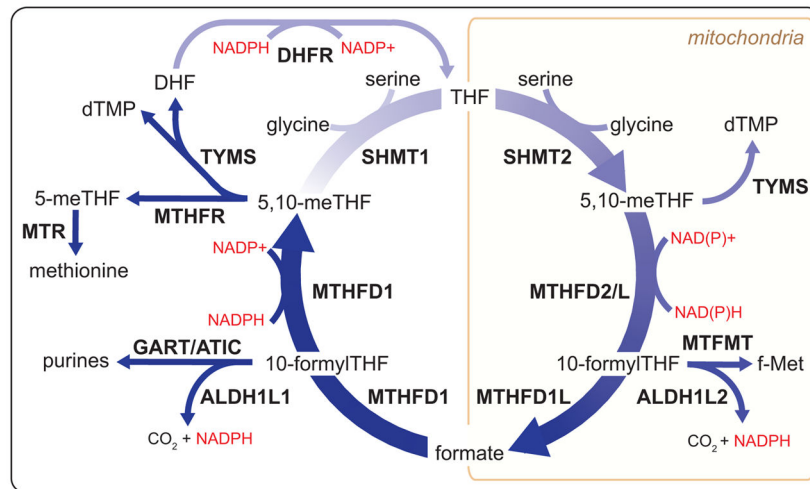 NADPH
NADP+
DHFR
mitochondria
DHF
serine
THF
serine
dTMP
glycine
glycine
dTMP
TYMS
SHMT1
SHMT2
TYMS
5-meTHF
MTHFR
5,10-meTHF
5,10-meTHF
MTR
NADP+
NAD(P)+
methionine
MTHFD1
MTHFD2/L
NADPH
NAD(P)H
GART/ATIC
MTFMT
purines
10-formylTHF
10-formylTHF
f-Met
ALDH1L1
MTHFD1
MTHFD1L
ALDH1L2
CO2 + NADPH
formate
CO2 + NADPH